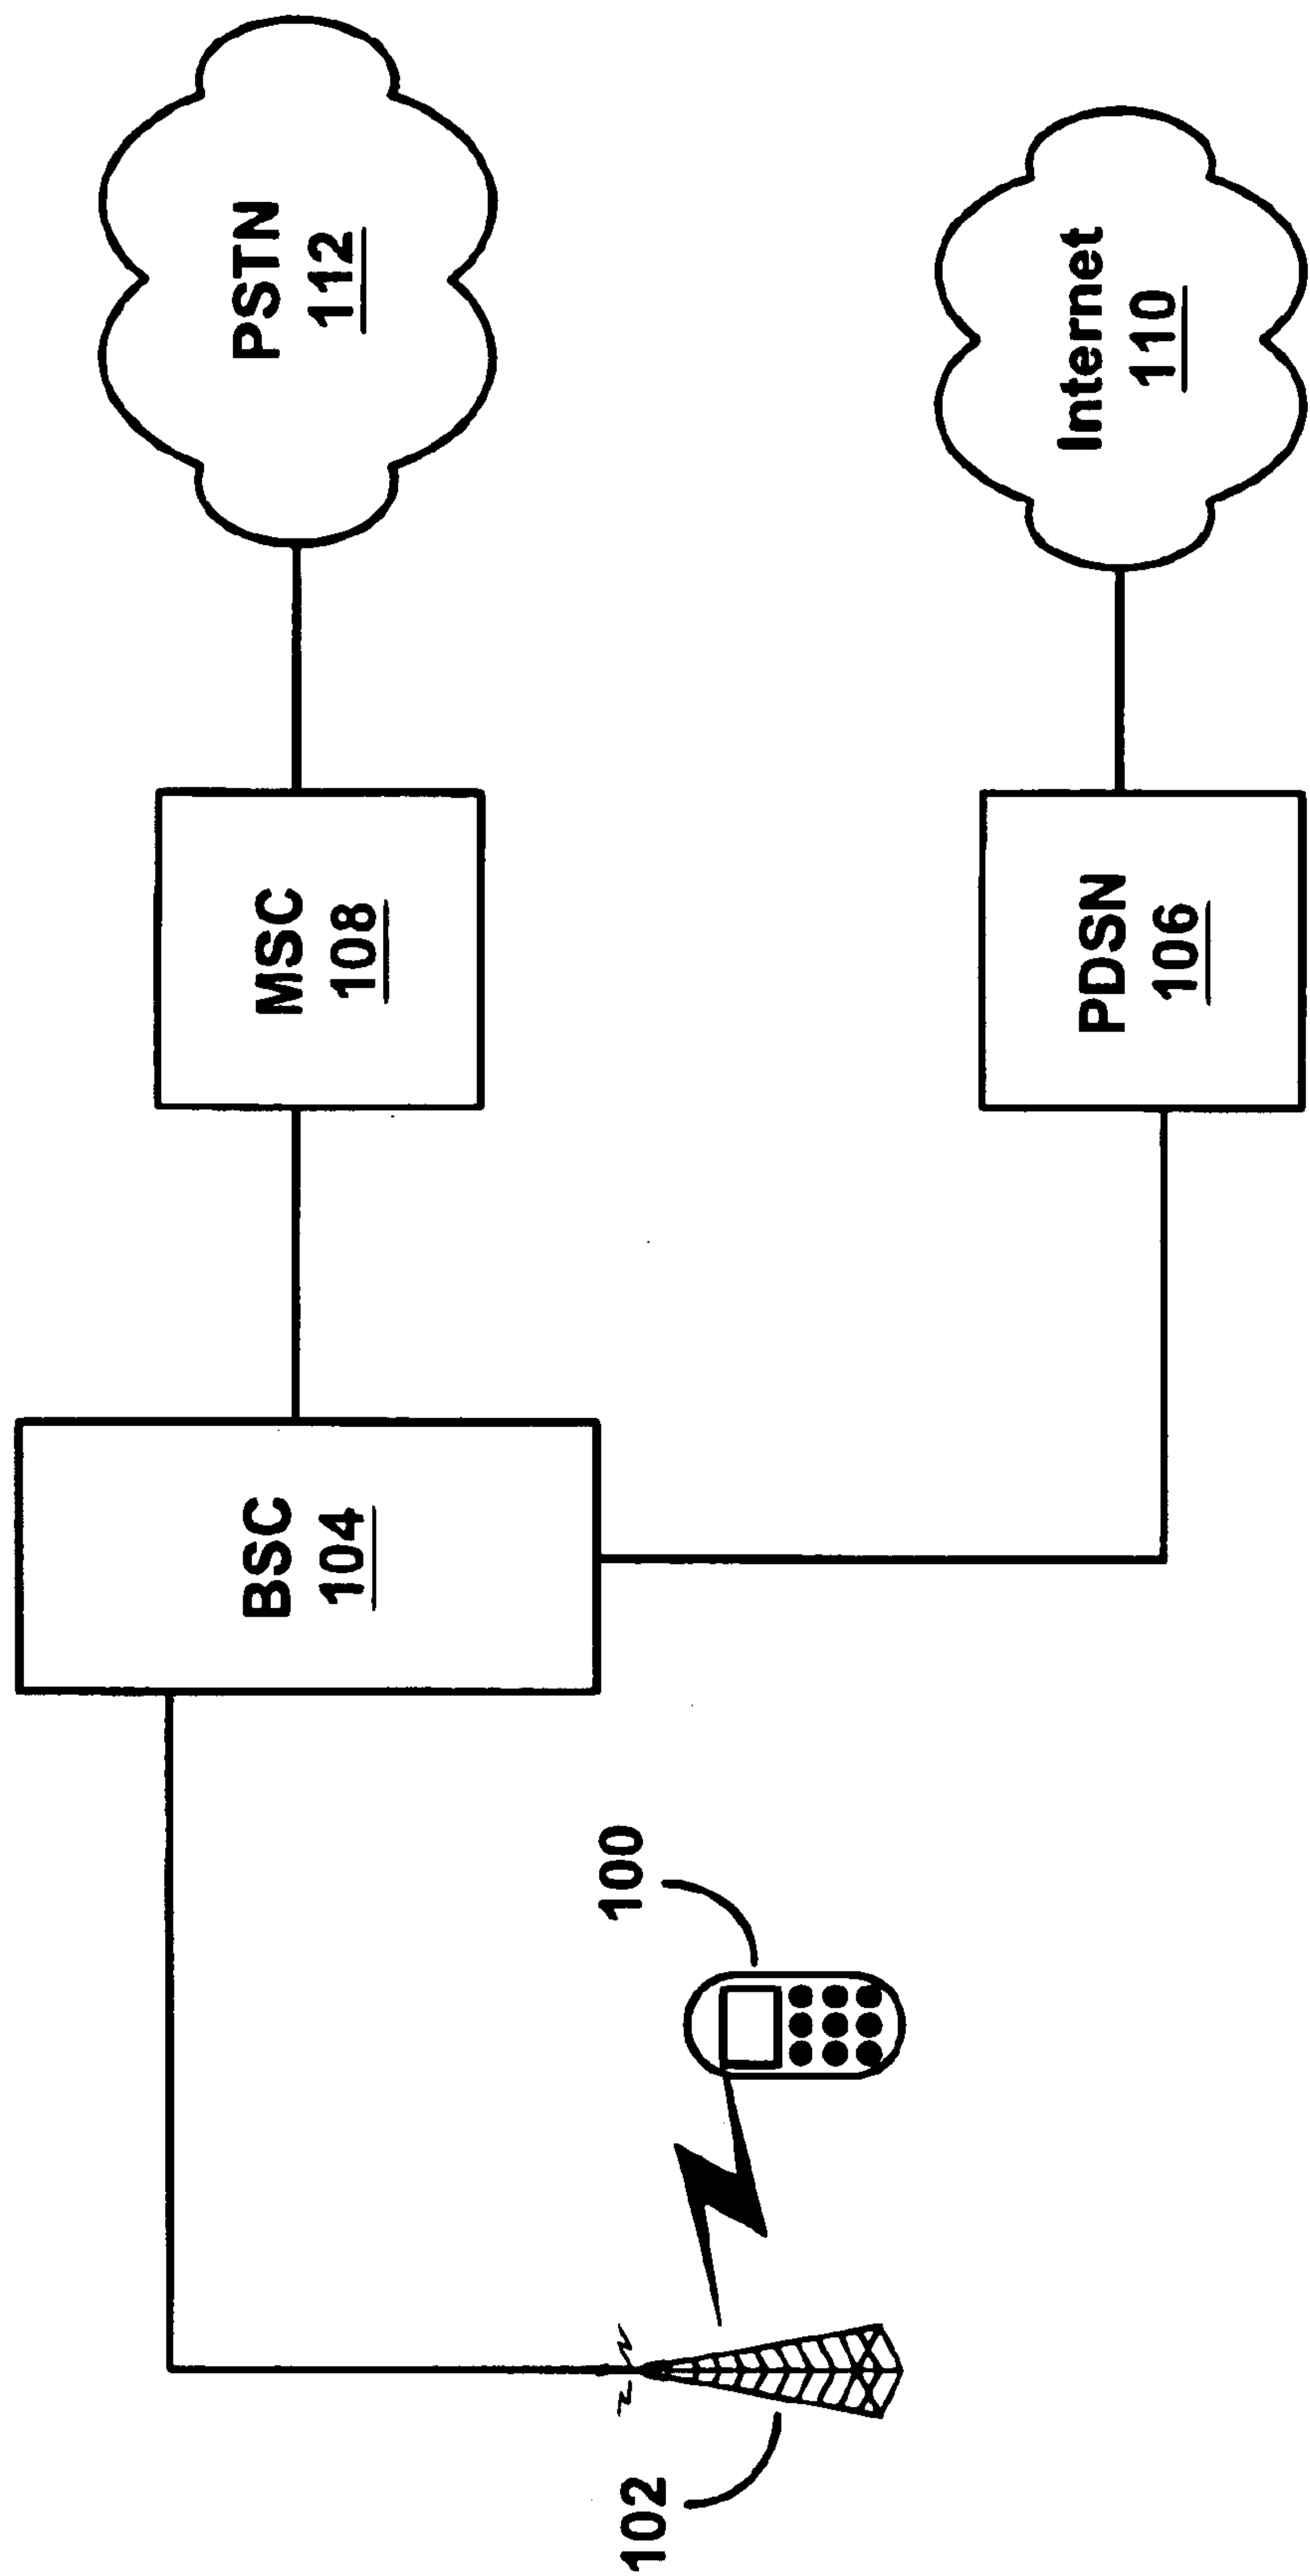 BSC
104
MSC
108
PSTN
112
100
102
PDSN
106
Internet
110